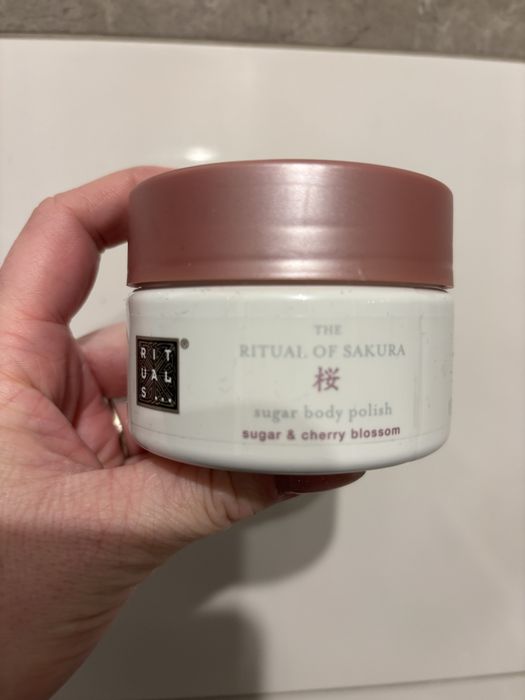 RIT
UAL
S...
®
THE
RITUAL OF SAKURA
桜
sugar body polish
sugar & cherry blossom